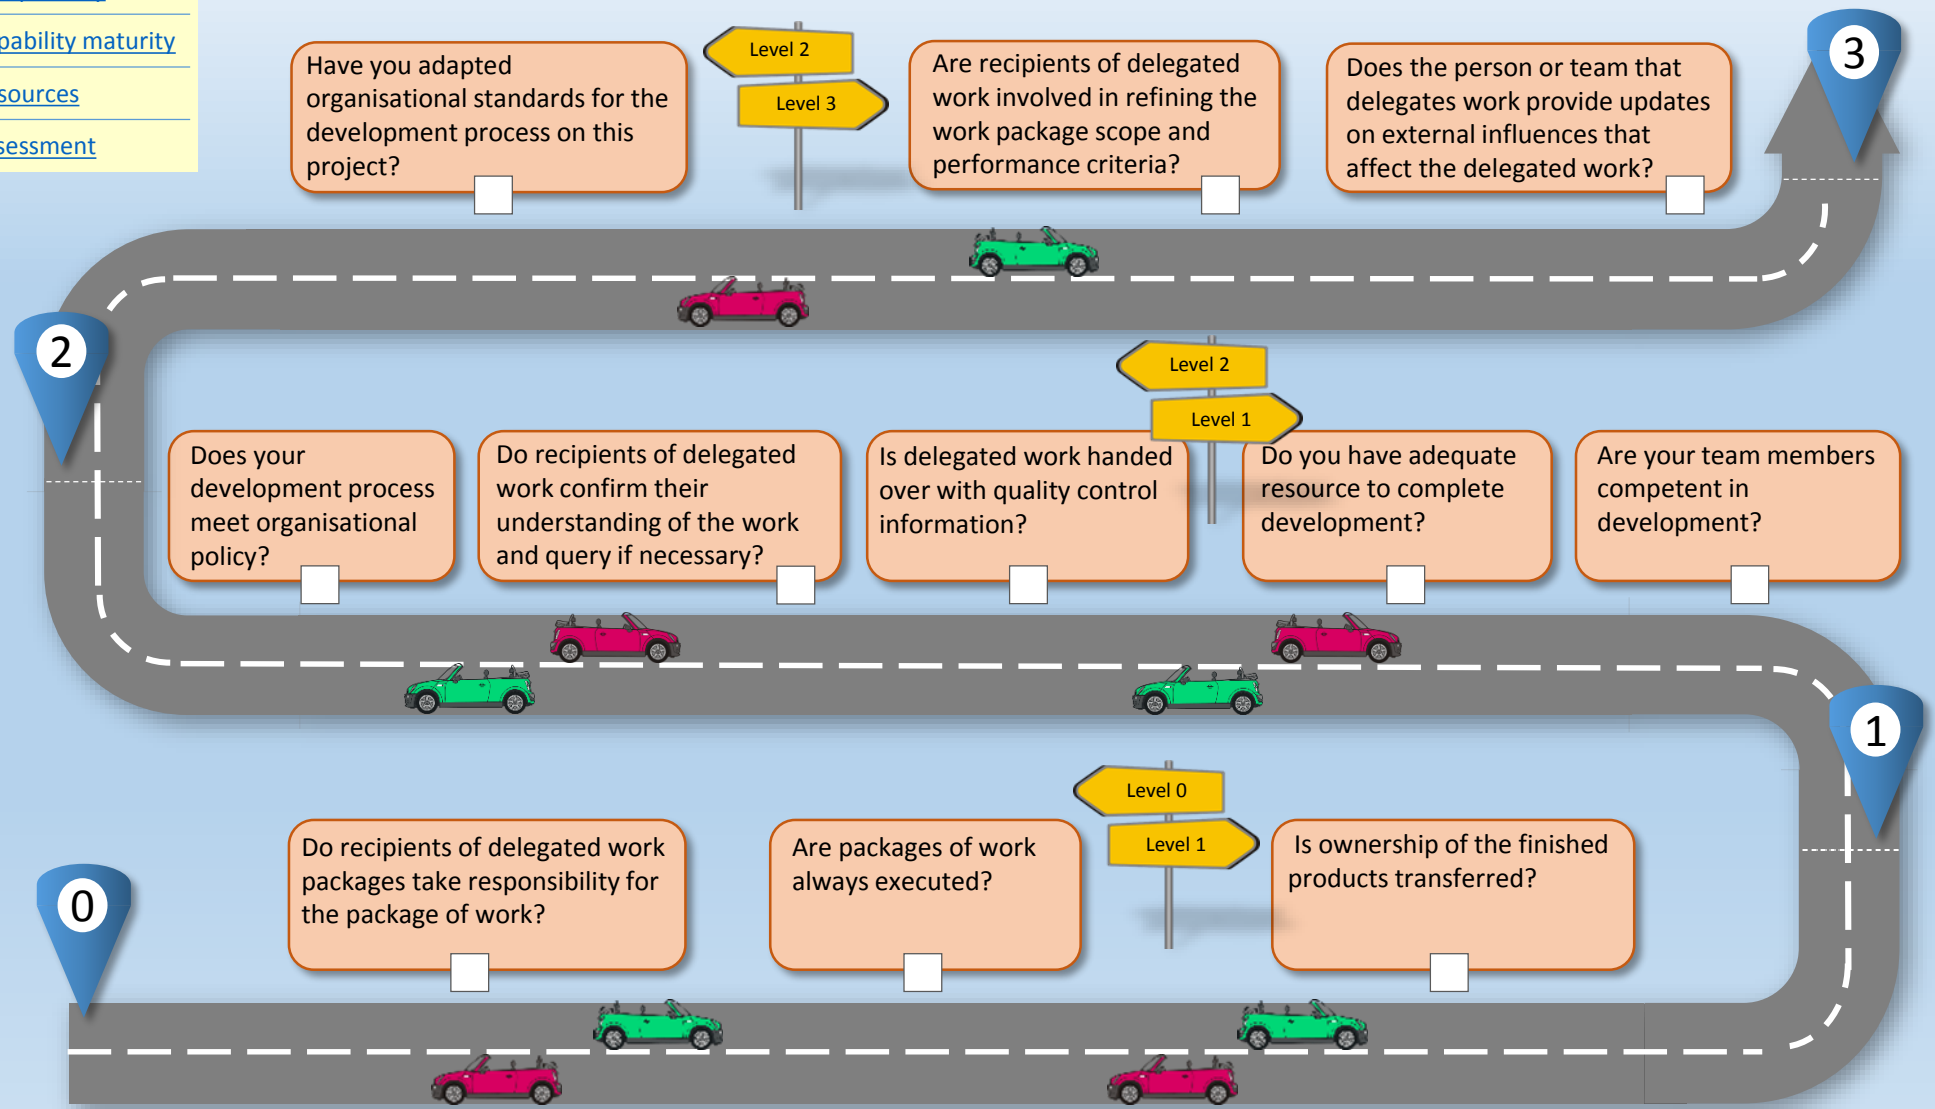 pability maturity
sources
sessment
Have you adapted
organisational standards for the
development process on this
project?
Level 2
Level 3
Are recipients of delegated
work involved in refining the
work package scope and
performance criteria?
Does the person or team that
delegates work provide updates
on external influences that
affect the delegated work?
3
2
Level 2
Level 1
Does your
development process
meet organisational
policy?
Do recipients of delegated
work confirm their
understanding of the work
and query if necessary?
Is delegated work handed
over with quality control
information?
Do you have adequate
resource to complete
development?
Are your team members
competent in
development?
1
Level 0
Level 1
0
Do recipients of delegated work
packages take responsibility for
the package of work?
Are packages of work
always executed?
Is ownership of the finished
products transferred?